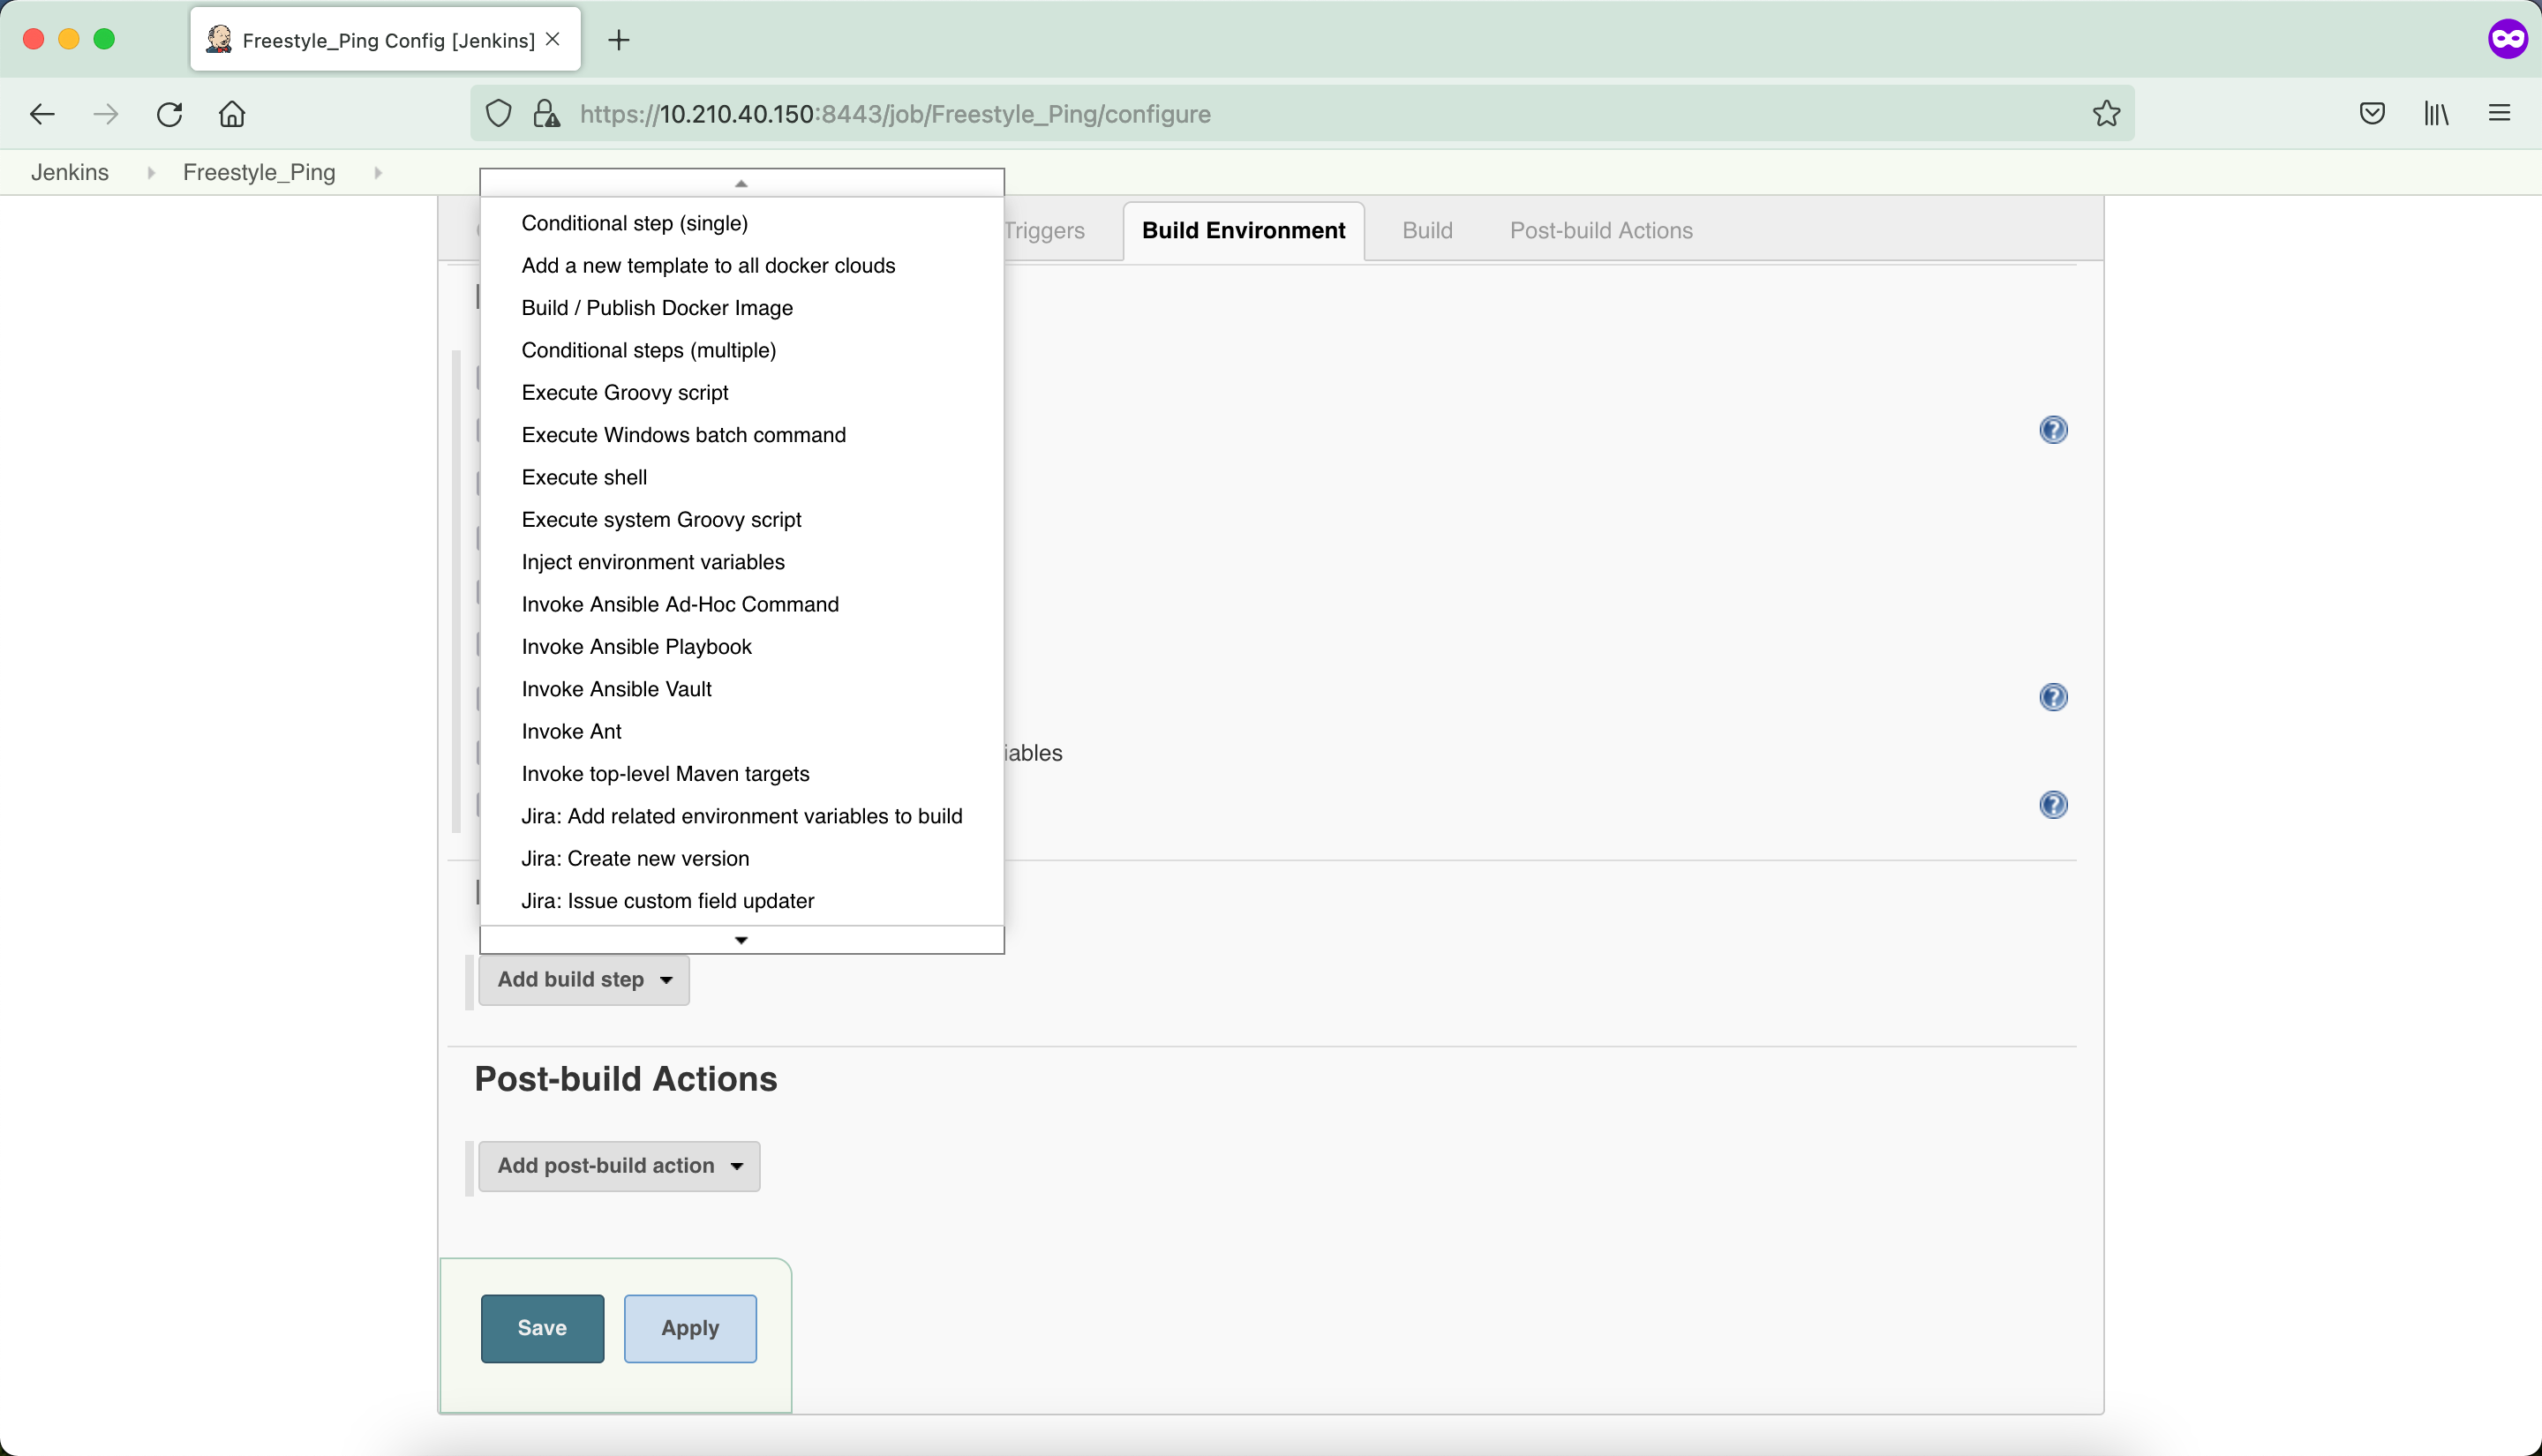 Freestyle_Ping Config [Jenkins]
https://10.210.40.150:8443/job/Freestyle_Ping/configure
Jenkins
Freestyle_Ping
Triggers
Build Environment
Build
Post-build Actions
Conditional step (single)
Add a new template to all docker clouds
Build / Publish Docker Image
Conditional steps (multiple)
Execute Groovy script
Execute Windows batch command
Execute shell
Execute system Groovy script
Inject environment variables
Invoke Ansible Ad-Hoc Command
Invoke Ansible Playbook
Invoke Ansible Vault
Invoke Ant
iables
Invoke top-level Maven targets
Jira: Add related environment variables to build
Jira: Create new version
Jira: Issue custom field updater
Add build step
Post-build Actions
Add post-build action
Save
Apply